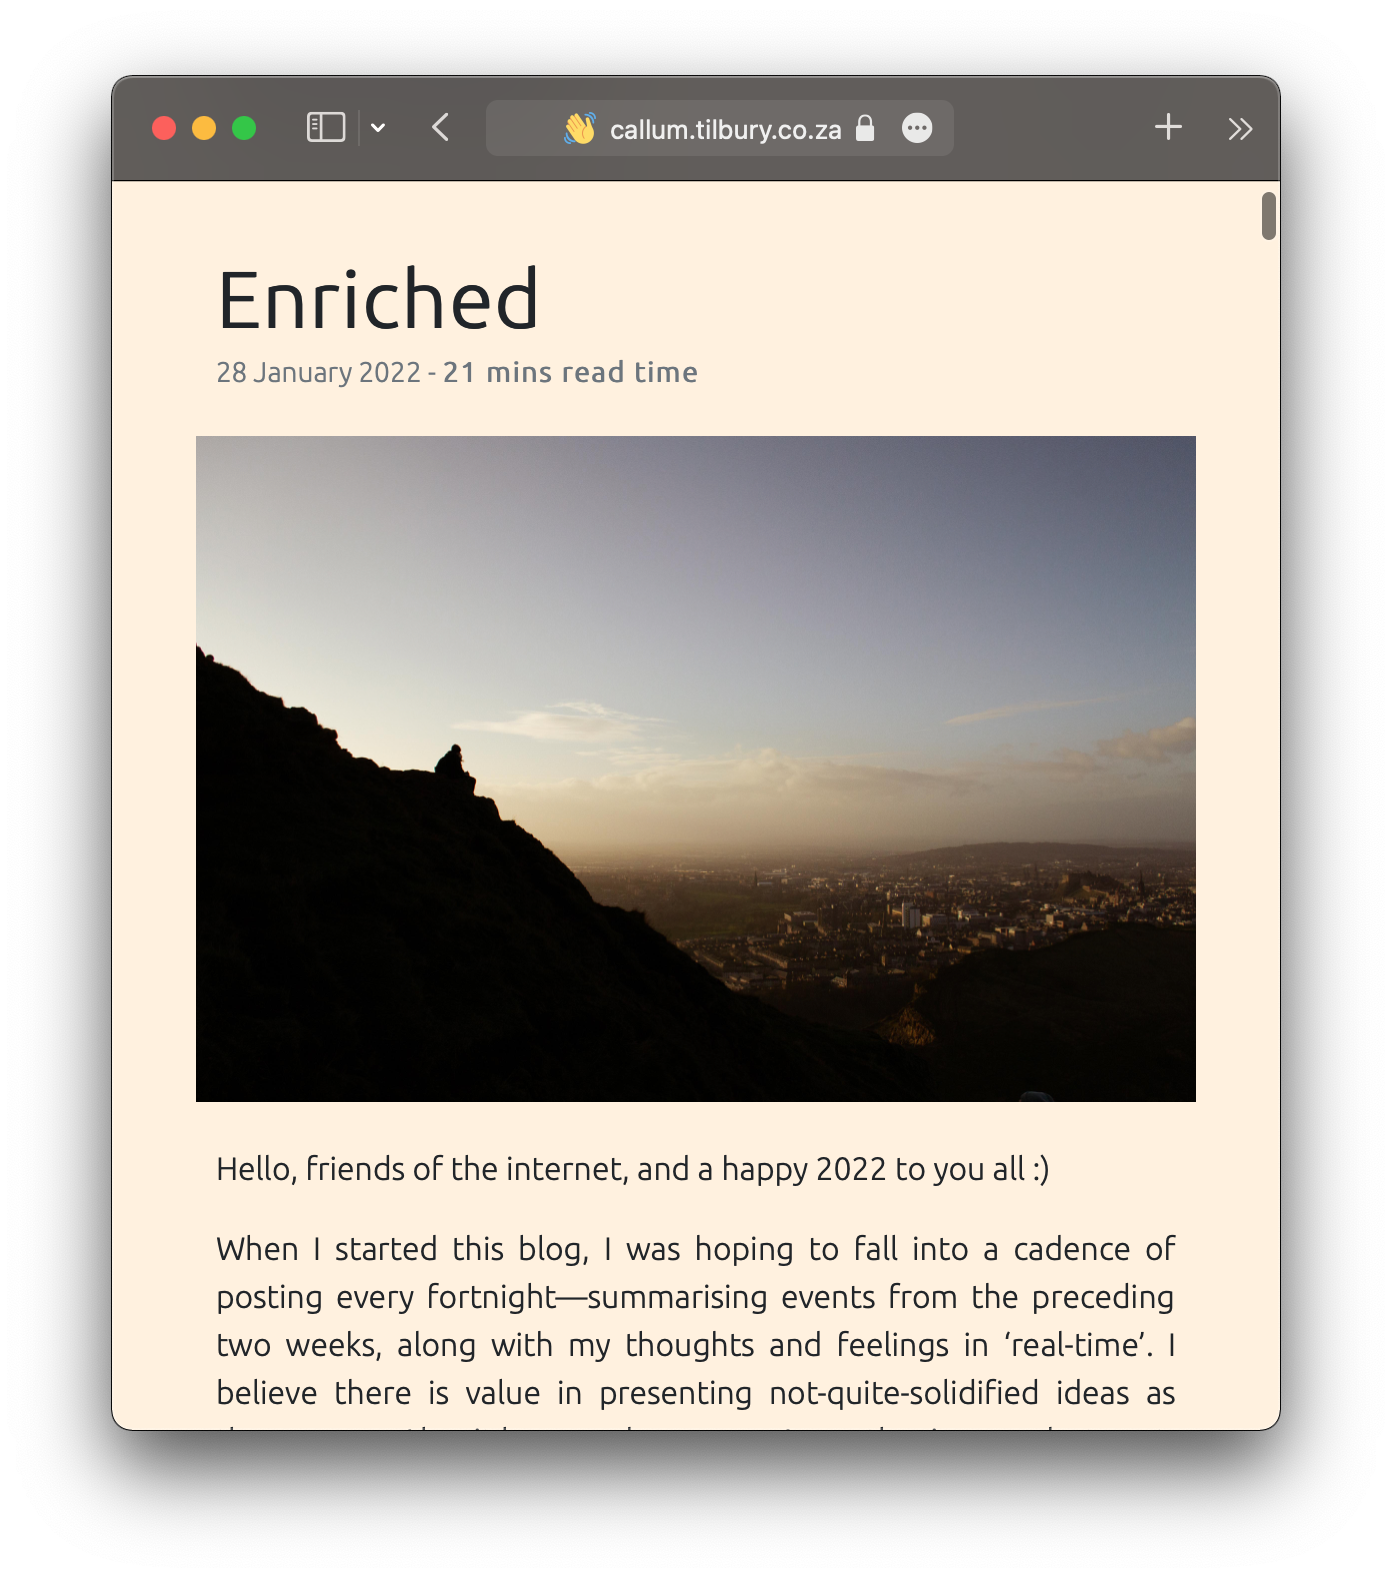 callum.tilbury.co.za
Enriched
28 January 2022 - 21 mins read time
Hello, friends of the internet, and a happy 2022 to you all :)
When I started this blog, I was hoping to fall into a cadence of
posting every fortnight—summarising events from the preceding
two weeks, along with my thoughts and feelings in ‘real-time’. I
believe there is value in presenting not-quite-solidified ideas as